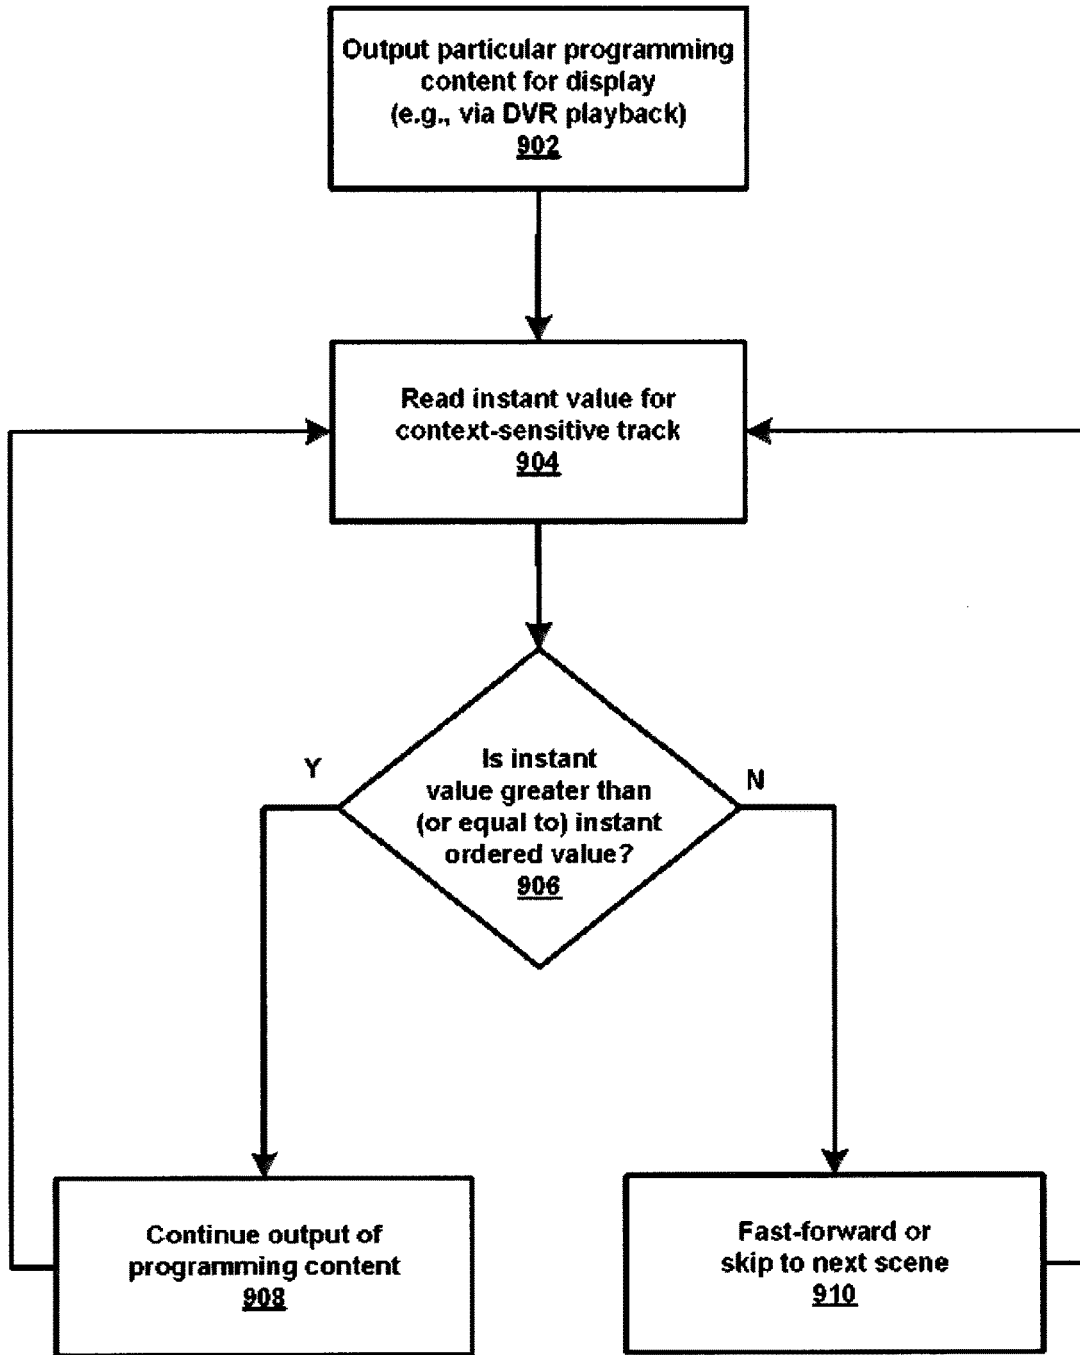 Output particular programming
content for display
(e.g., via DVR playback)
902
Read instant value for
context-sensitive track
904
Y
N
Is instant
value greater than
(or equal to) instant
ordered value?
906
Continue output of
programming content
908
Fast-forward or
skip to next scene
910